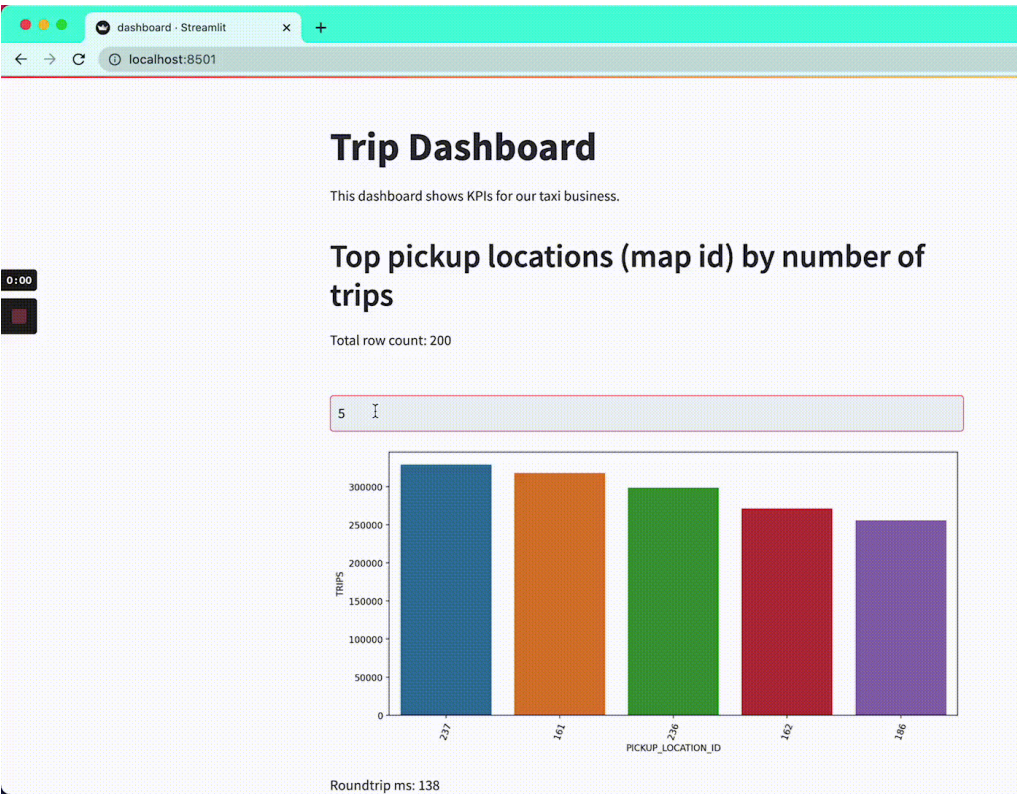 dashboard · Streamlit
localhost:8501
Trip Dashboard
This dashboard shows KPIs for our taxi business.
Top pickup locations (map id) by number of
trips
0:00
Total row count: 200
5
300000
250000
200000
150000
100000
50000
0
TRIPS
237
161
236
162
186
PICKUP_LOCATION_ID
Roundtrip ms: 138